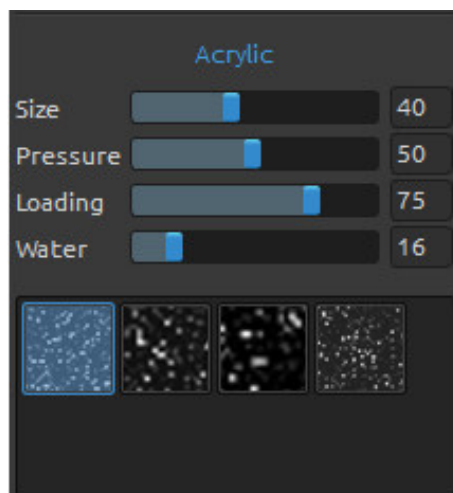 Acrylic
Size 40
Pressure 50
Loading 75
Water 16